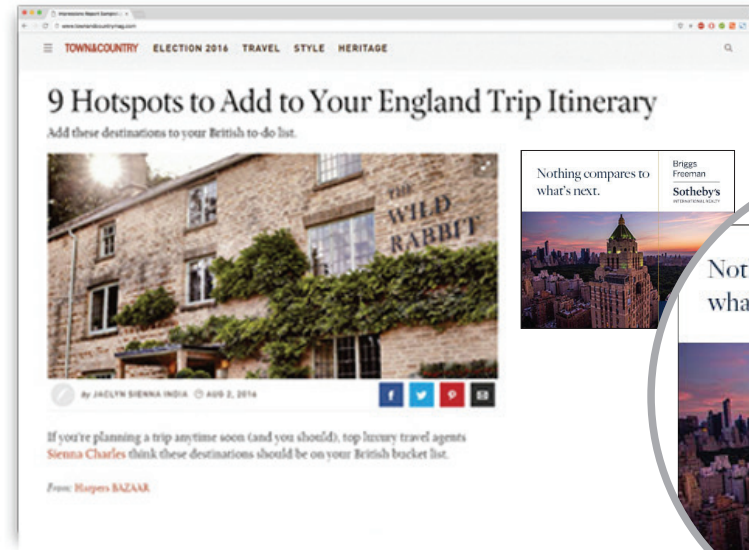 www.townandcountrymag.com
TOWN&COUNTRY ELECTION 2016 TRAVEL STYLE HERITAGE
9 Hotspots to Add to Your England Trip Itinerary
Add these destinations to your British to-do list.
THE
WILD
RABBIT
By JACLYN SIENNA INDIA AUG 2, 2016
If you're planning a trip anytime soon (and you should), top luxury travel agents
Sienna Charles think these destinations should be on your British bucket list.
From: Harpers BAZAAR
Nothing compares to
what's next.
Briggs
Freeman
Sotheby's
INTERNATIONAL REALTY
Not
wha